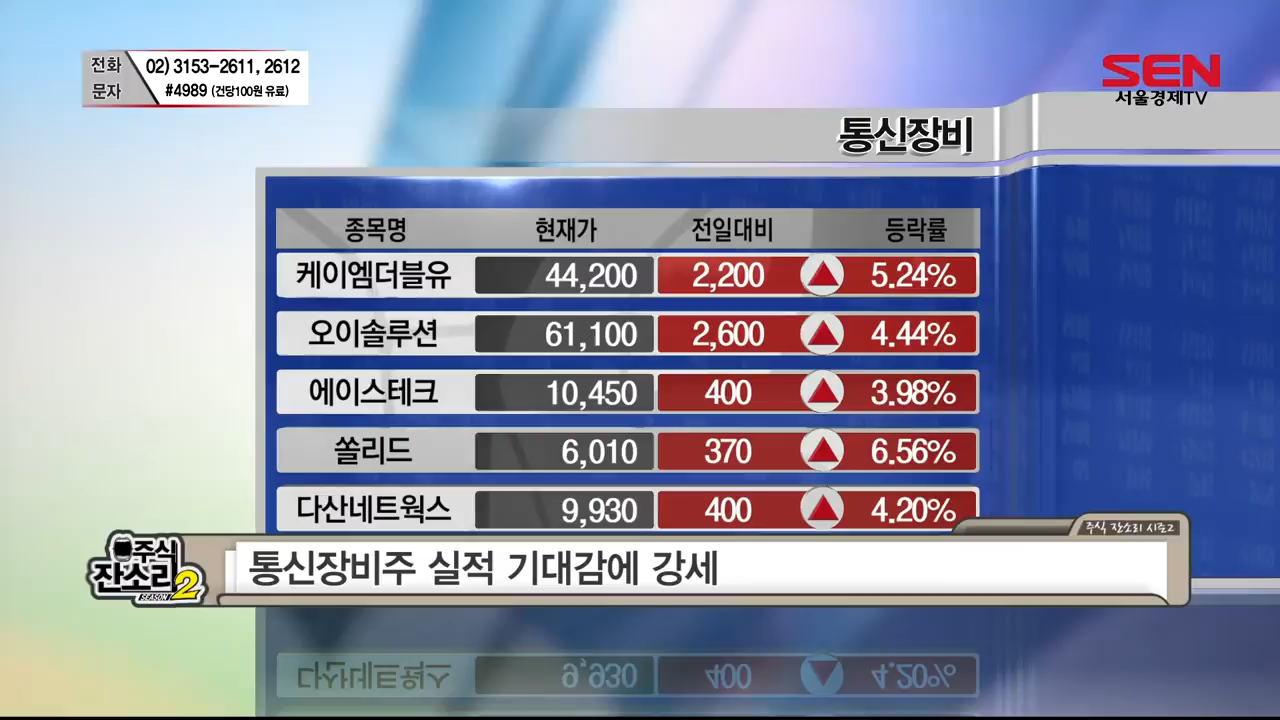 전화 02) 3153-2611, 2612
문자 #4989 (건당100원 유료)
SEN
서울경제TV
통신장비
종목명 현재가 전일대비 등락률
케이엠더블유 44,200 2,200 ▲ 5.24%
오이솔루션 61,100 2,600 ▲ 4.44%
에이스테크 10,450 400 ▲ 3.98%
쏠리드 6,010 370 ▲ 6.56%
다산네트웍스 9,930 400 ▲ 4.20%
주식 잔소리 시즌2
주식
잔소리 2
SEASON
통신장비주 실적 기대감에 강세